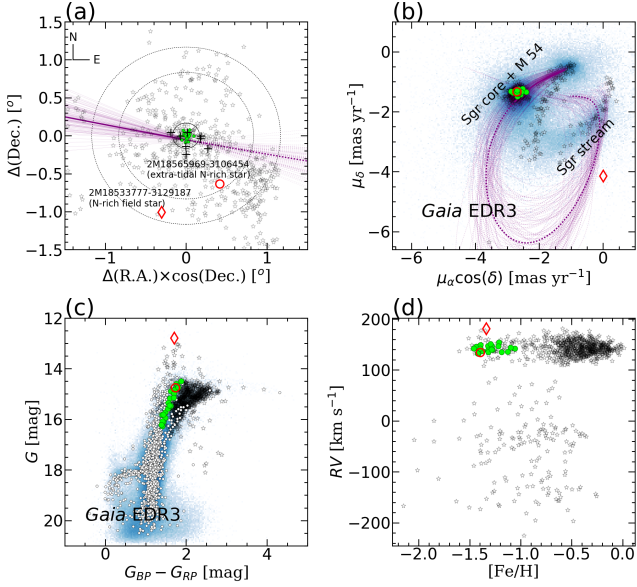 (a)
N
E
2M18565969-3106454
(extra-tidal N-rich star)
2M18533777-3129187
(N-rich field star)
1.5
1.0
0.5
0.0
−0.5
−1.0
−1.5
Δ(Dec.) [°]
−1
0
1
Δ(R.A.)×cos(Dec.) [°]
(b)
Sgr core + M 54
Sgr stream
Gaia EDR3
0
−2
−4
−6
μδ [mas yr−1]
−6
−4
−2
0
μαcos(δ) [mas yr−1]
(c)
Gaia EDR3
12
14
16
18
20
G [mag]
0
2
4
GBP − GRP [mag]
(d)
200
100
0
−100
−200
RV [km s−1]
−2.0
−1.5
−1.0
−0.5
0.0
[Fe/H]